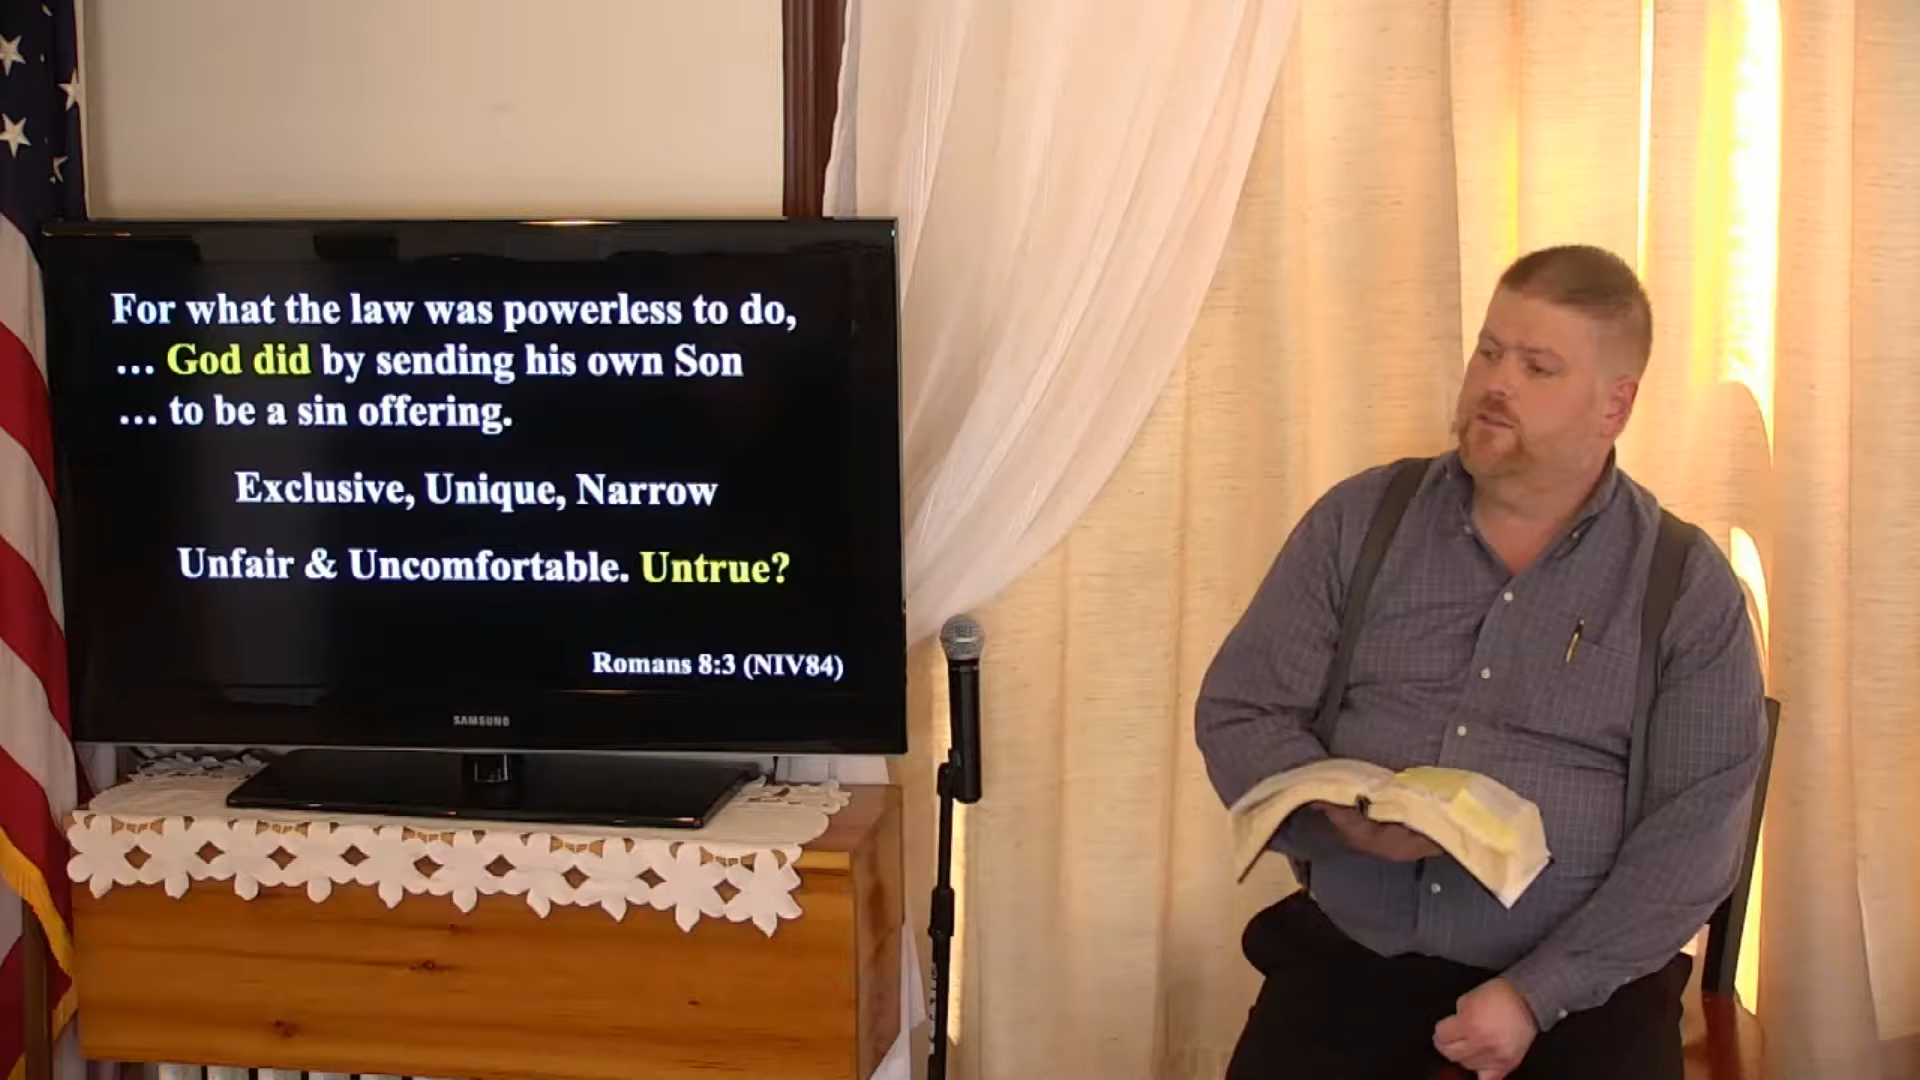 For what the law was powerless to do,
... God did by sending his own Son
... to be a sin offering.
Exclusive, Unique, Narrow
Unfair & Uncomfortable. Untrue?
Romans 8:3 (NIV84)
SAMSUNG